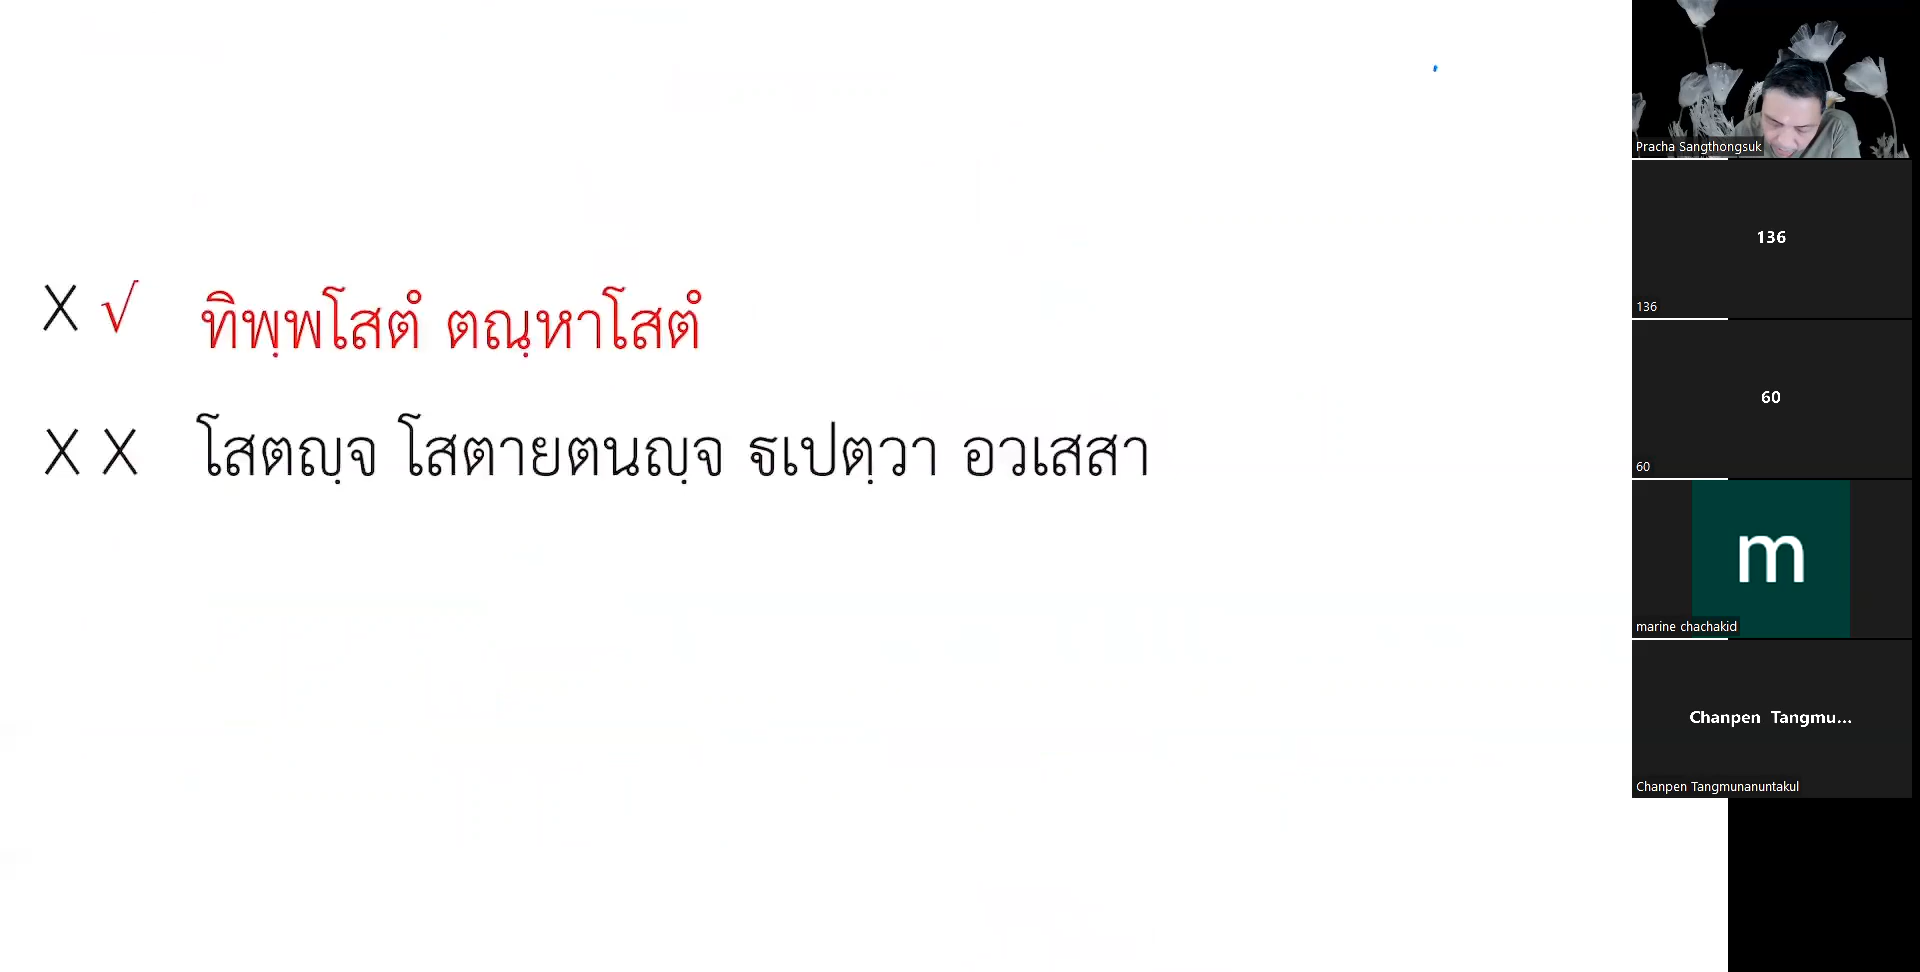 X √ ทิพฺพโสตํ ตณฺหาโสตํ
X X โสตญฺจ โสตายตนญฺจ ธเปตฺวา อวเสสา
Pracha Sangthongsuk
136
136
60
60
m
marine chachakid
Chanpen Tangmu...
Chanpen Tangmunanuntakul